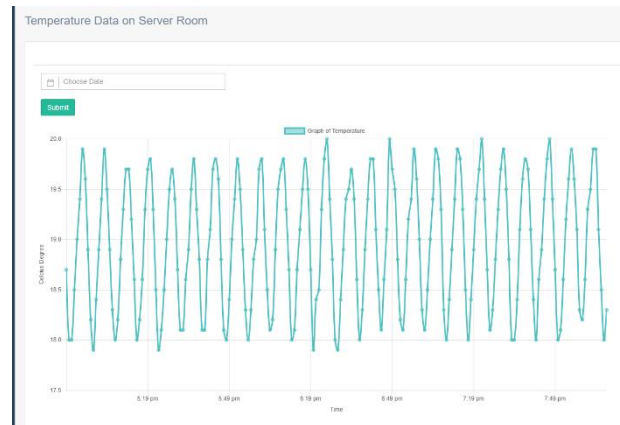 Temperature Data on Server Room
Choose Date
Submit
Graph of Temperature
20.0
19.5
19.0
18.5
18.0
17.5
Celcius Degree
5:19 pm 5:49 pm 6:19 pm 6:49 pm 7:19 pm 7:49 pm
Time